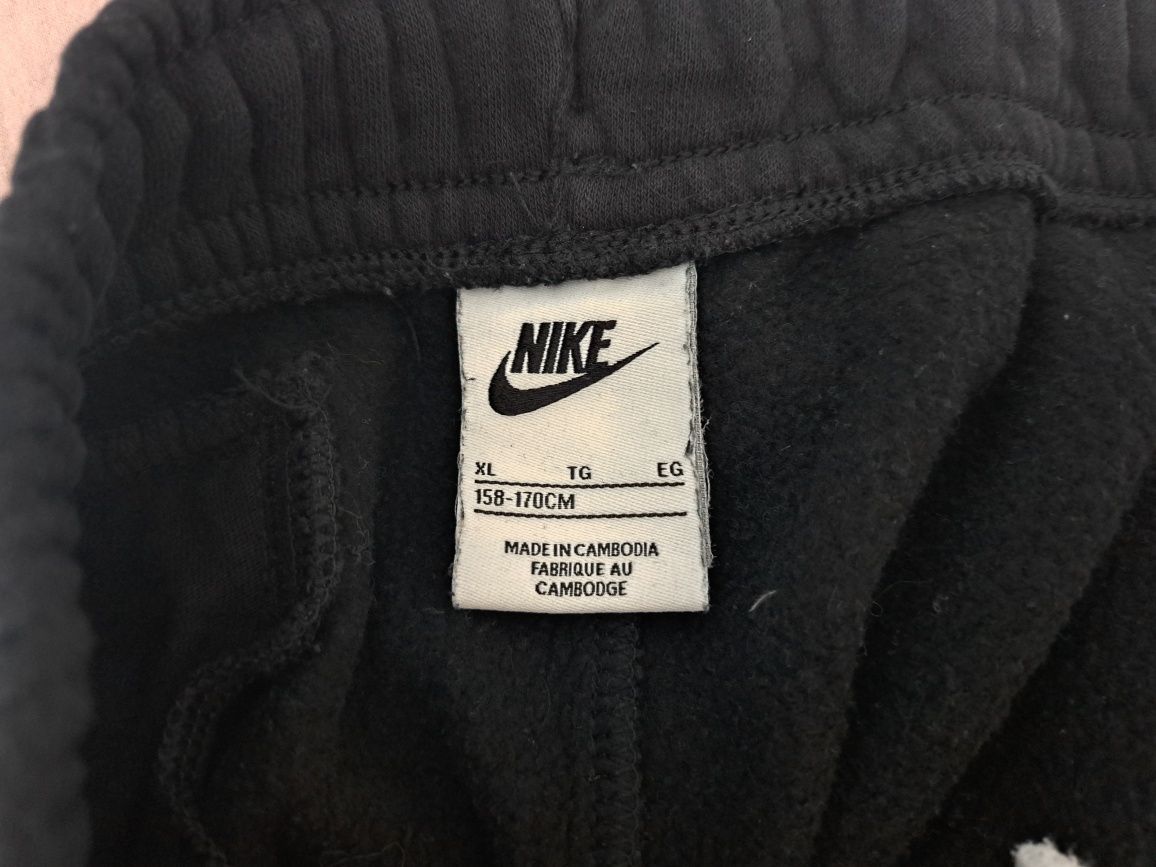 NIKE
XL TG EG
158-170CM
MADE IN CAMBODIA
FABRIQUE AU
CAMBODGE